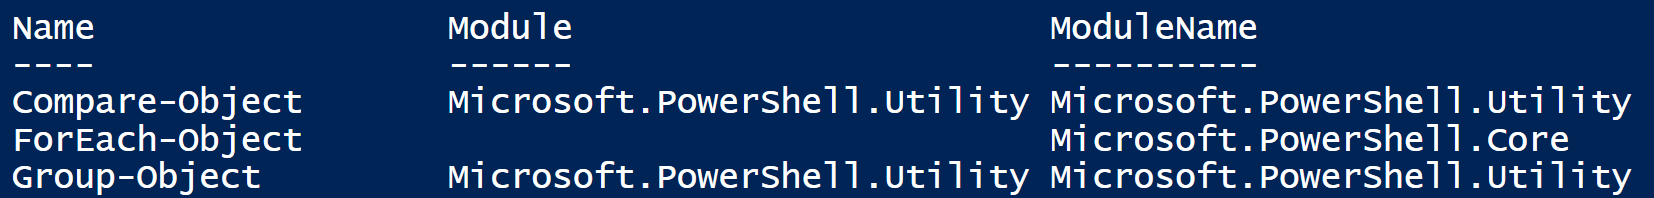 Name                 Module                       ModuleName
----                 ------                       ----------
Compare-Object       Microsoft.PowerShell.Utility Microsoft.PowerShell.Utility
ForEach-Object                                    Microsoft.PowerShell.Core
Group-Object         Microsoft.PowerShell.Utility Microsoft.PowerShell.Utility